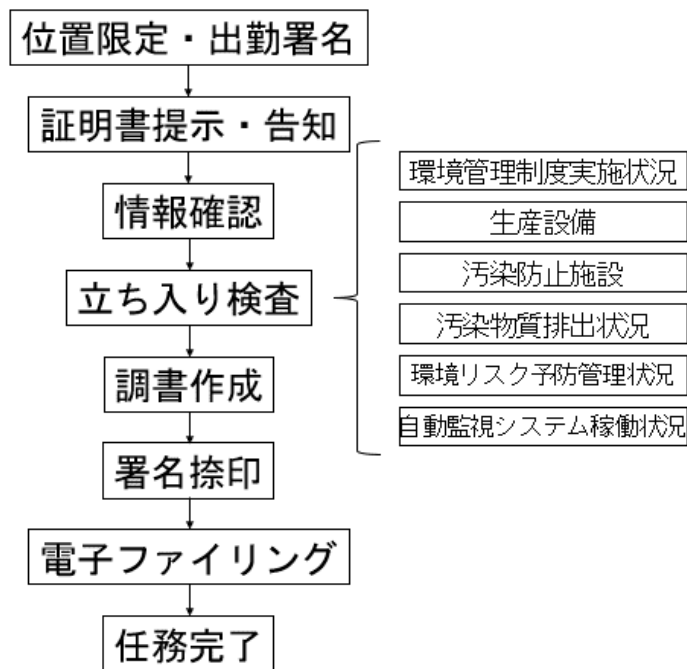 位置限定・出勤署名
証明書提示・告知
情報確認
立ち入り検査
調書作成
署名捺印
電子ファイリング
任務完了
環境管理制度実施状況
生産設備
汚染防止施設
汚染物質排出状況
環境リスク予防管理状況
自動監視システム稼働状況